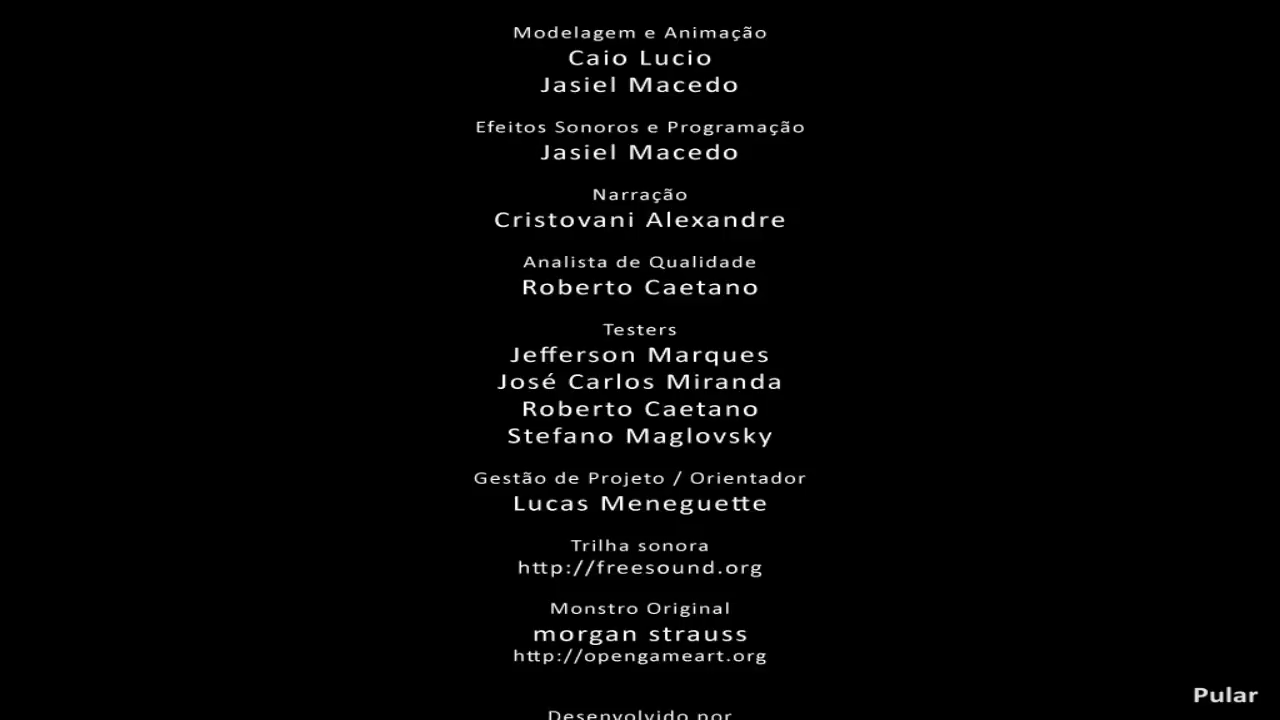 Modelagem e Animação
Caio Lucio
Jasiel Macedo
Efeitos Sonoros e Programação
Jasiel Macedo
Narração
Cristovani Alexandre
Analista de Qualidade
Roberto Caetano
Testers
Jefferson Marques
José Carlos Miranda
Roberto Caetano
Stefano Maglovsky
Gestão de Projeto / Orientador
Lucas Meneguette
Trilha sonora
http://freesound.org
Monstro Original
morgan strauss
http://opengameart.org
Pular
Desenvolvido por